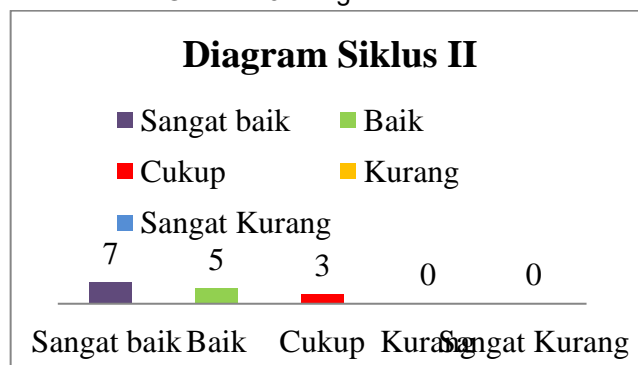 Diagram Siklus II
Sangat baik Baik
Cukup Kurang
Sangat Kurang
7 5 3 0 0
Sangat baik Baik Cukup Kurang Sangat Kurang